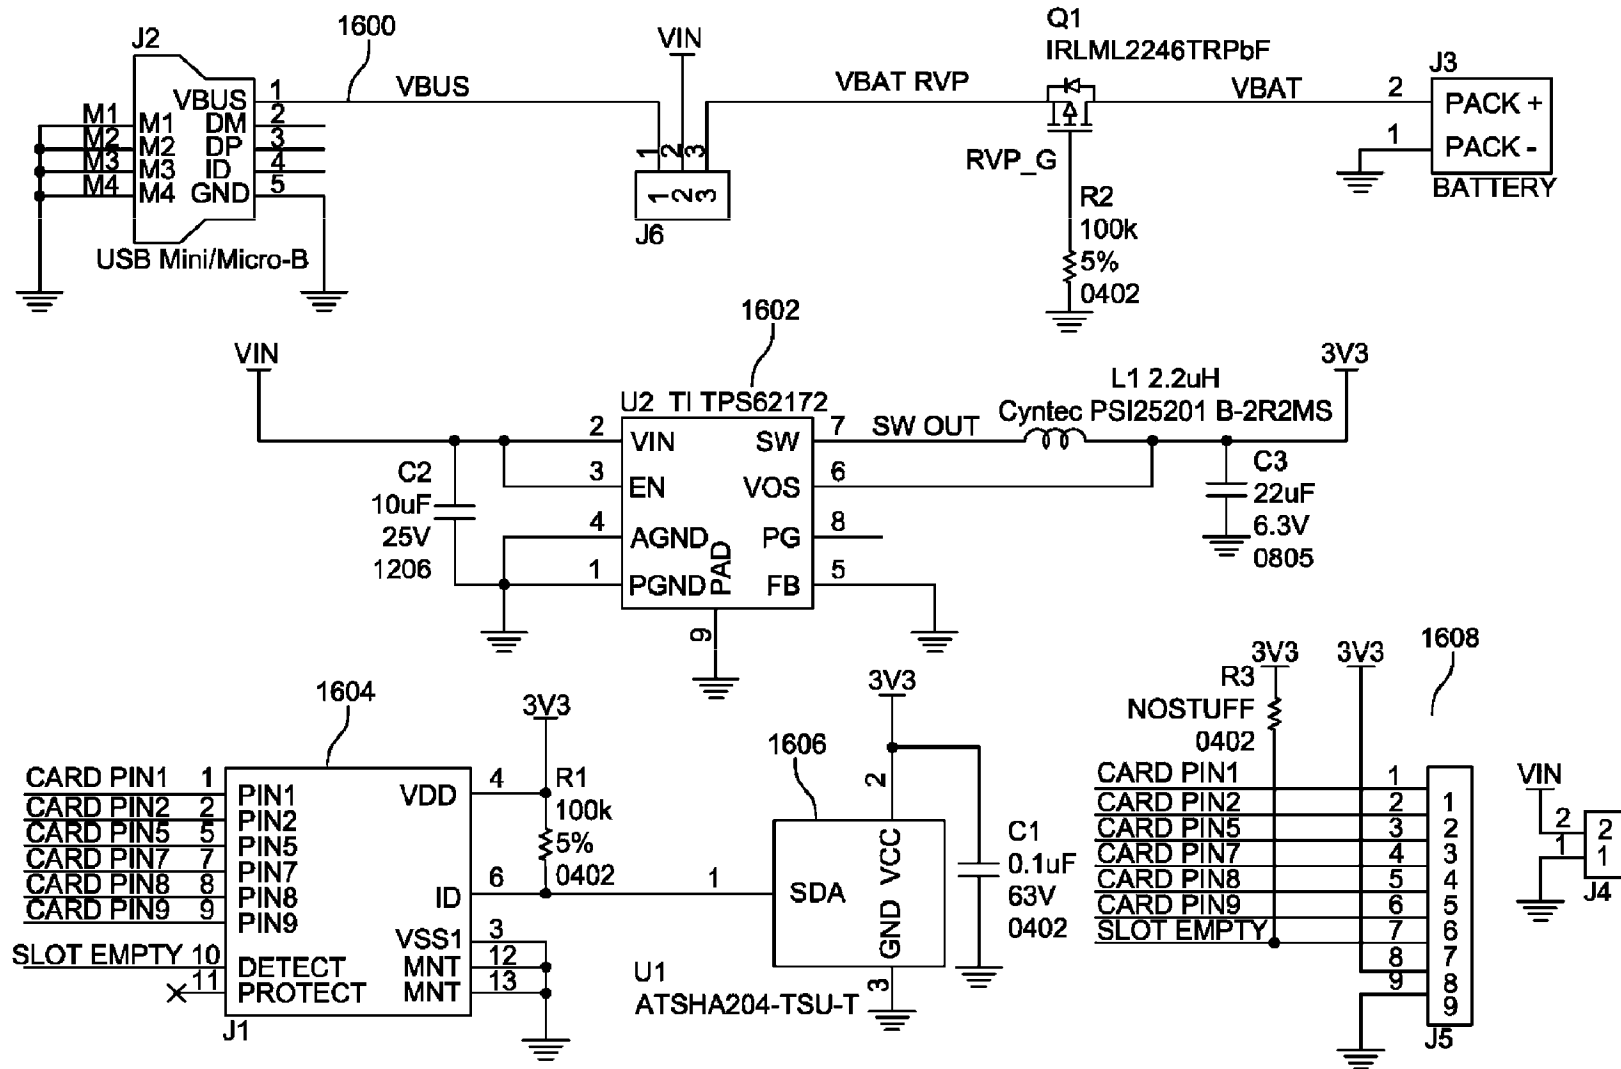 J2
1600
VBUS
VBUS 1
DM 2
DP 3
ID 4
GND 5
M1 M1
M2 M2
M3 M3
M4 M4
USB Mini/Micro-B
VIN
1 2 3
1 2 3
J6
VBAT RVP
Q1
IRLML2246TRPbF
VBAT
RVP_G
R2
100k
5%
0402
J3
2 PACK +
1 PACK -
BATTERY
VIN
1602
U2 TI TPS62172
2 VIN
3 EN
4 AGND
1 PGND
PAD
9
SW 7
VOS 6
PG 8
FB 5
C2
10uF
25V
1206
SW OUT
L1 2.2uH
Cyntec PSI25201 B-2R2MS
3V3
C3
22uF
6.3V
0805
1604
CARD PIN1 1 PIN1
CARD PIN2 2 PIN2
CARD PIN5 5 PIN5
CARD PIN7 7 PIN7
CARD PIN8 8 PIN8
CARD PIN9 9 PIN9
SLOT EMPTY 10 DETECT
11 PROTECT
J1
VDD 4
ID 6
VSS1 3
MNT 12
MNT 13
3V3
R1
100k
5%
0402
1606
1 SDA
3V3
2
VCC
GND
3
U1
ATSHA204-TSU-T
C1
0.1uF
63V
0402
3V3
R3
NOSTUFF
0402
3V3
1608
CARD PIN1 1 1
CARD PIN2 2 2
CARD PIN5 3 3
CARD PIN7 4 4
CARD PIN8 5 5
CARD PIN9 6 6
SLOT EMPTY 7 7
8 8
9 9
J5
VIN
2 2
1 1
J4